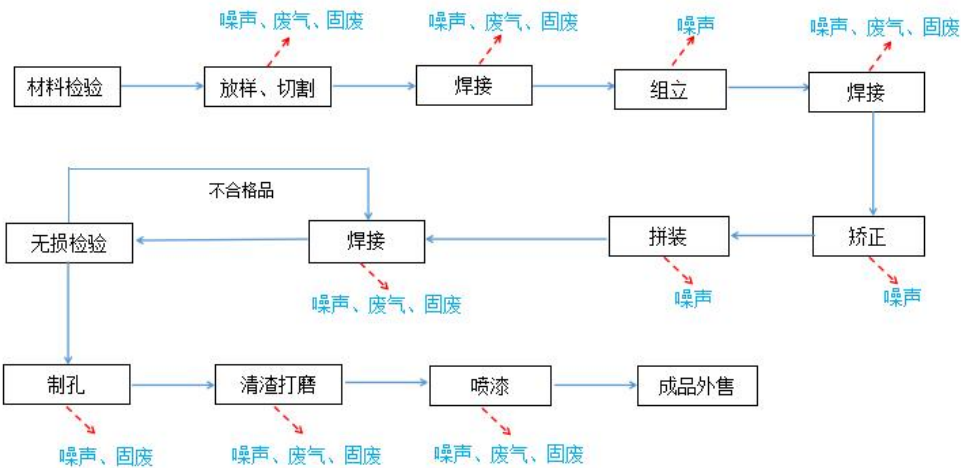 噪声、废气、固废
噪声、废气、固废
噪声
噪声、废气、固废
材料检验
放样、切割
焊接
组立
焊接
不合格品
无损检验
焊接
拼装
矫正
噪声、废气、固废
噪声
噪声
制孔
清渣打磨
喷漆
成品外售
噪声、固废
噪声、废气、固废
噪声、废气、固废